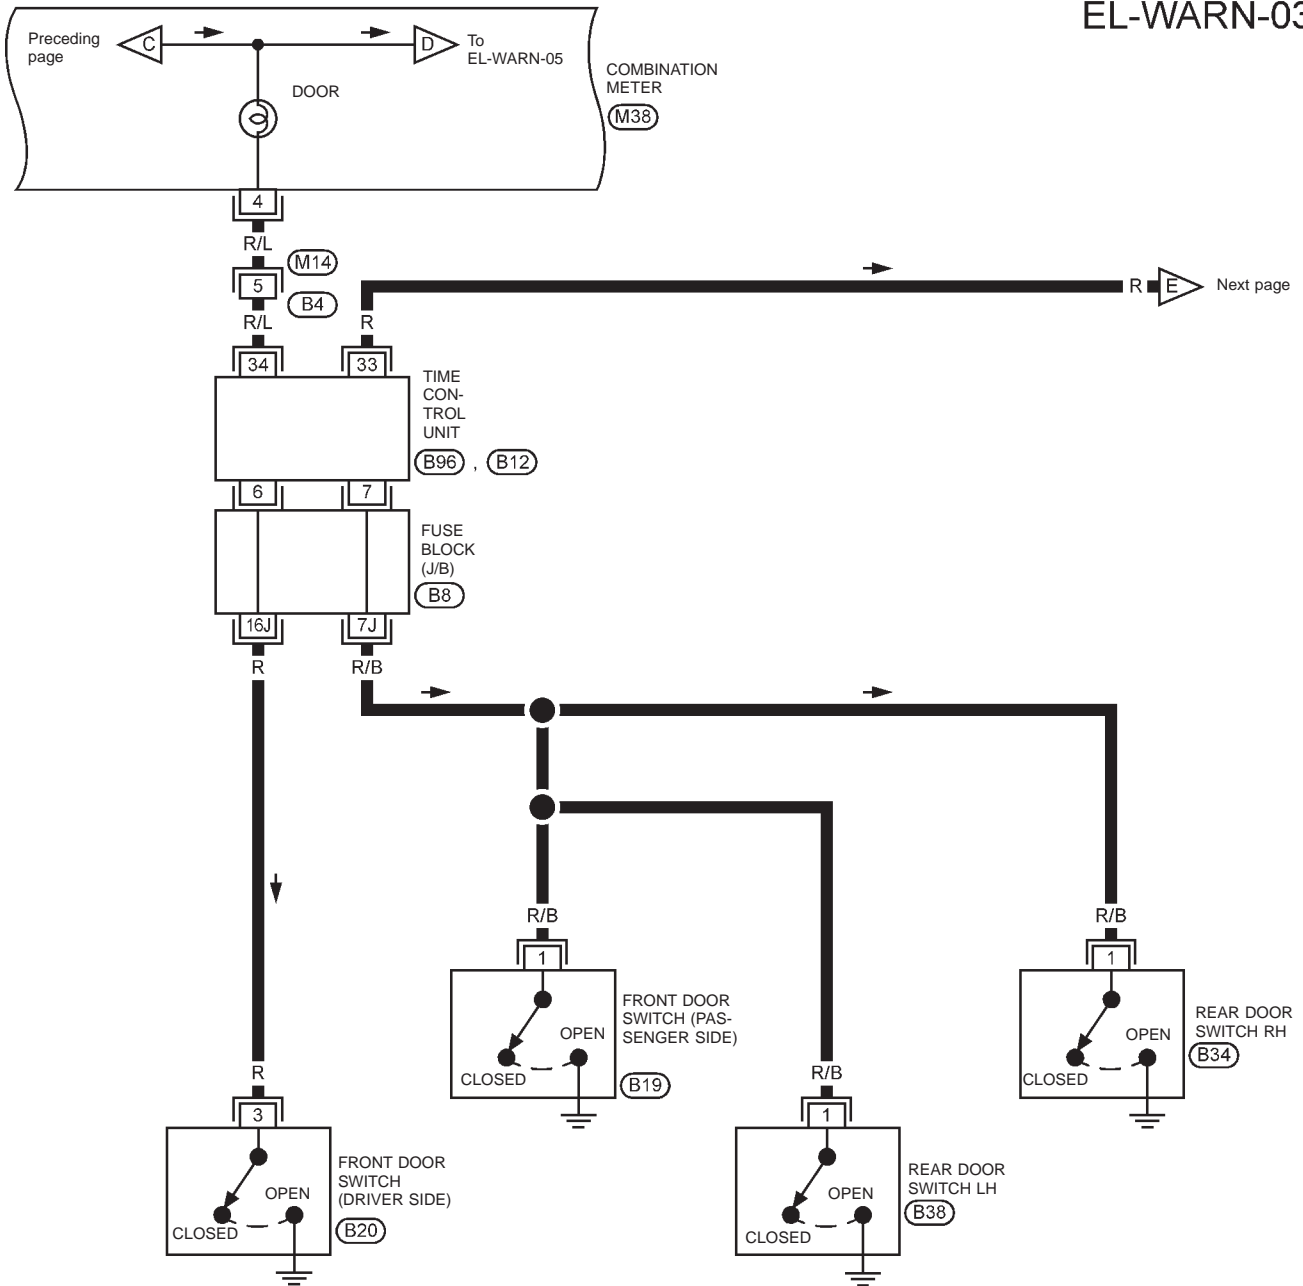 EL-WARN-03
Preceding
page
C
D
To
EL-WARN-05
DOOR
COMBINATION
METER
M38
4
R/L
M14
5
B4
R/L
R
R
E
Next page
34
33
TIME
CON-
TROL
UNIT
B96 , B12
6
7
FUSE
BLOCK
(J/B)
B8
16J
7J
R
R/B
R/B
1
OPEN
CLOSED
FRONT DOOR
SWITCH (PAS-
SENGER SIDE)
B19
R/B
1
OPEN
CLOSED
REAR DOOR
SWITCH RH
B34
R
3
OPEN
CLOSED
FRONT DOOR
SWITCH
(DRIVER SIDE)
B20
R/B
1
OPEN
CLOSED
REAR DOOR
SWITCH LH
B38